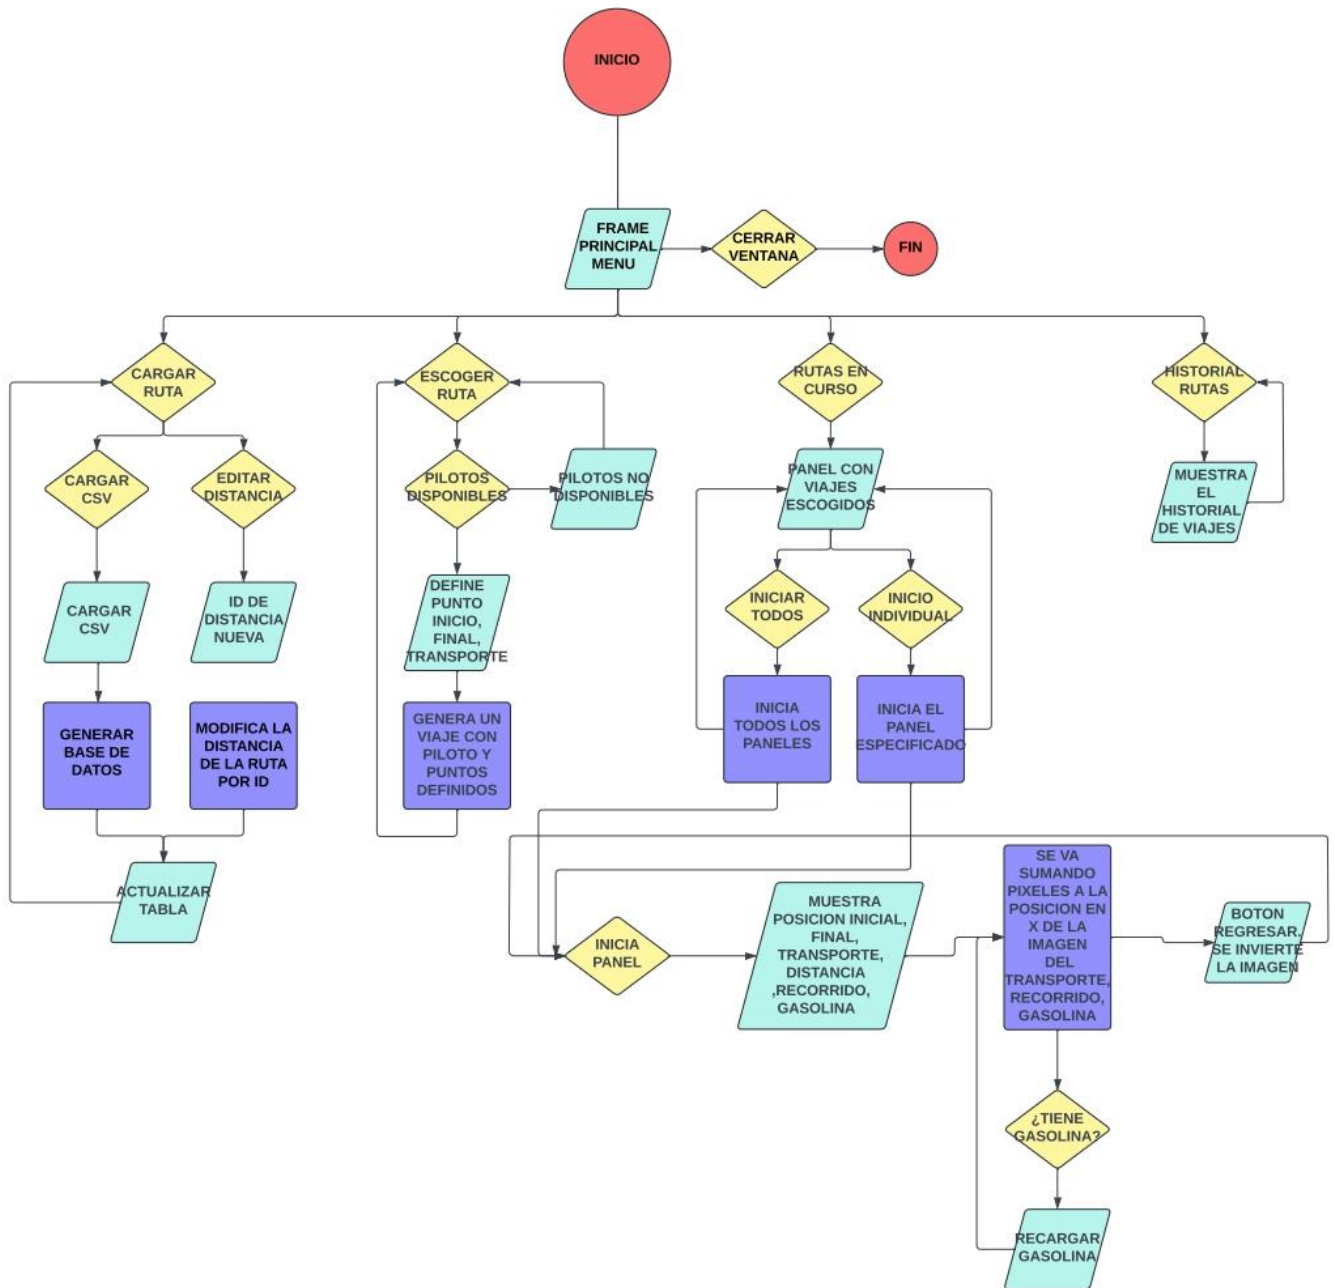 INICIO
FRAME
PRINCIPAL
MENU
CERRAR
VENTANA
FIN
CARGAR
RUTA
ESCOGER
RUTA
RUTAS EN
CURSO
HISTORIAL
RUTAS
CARGAR
CSV
EDITAR
DISTANCIA
PILOTOS
DISPONIBLES
PILOTOS NO
DISPONIBLES
PANEL CON
VIAJES
ESCOGIDOS
MUESTRA
EL
HISTORIAL
DE VIAJES
CARGAR
CSV
ID DE
DISTANCIA
NUEVA
DEFINE
PUNTO
INICIO,
FINAL,
TRANSPORTE
INICIAR
TODOS
INICIO
INDIVIDUAL
GENERAR
BASE DE
DATOS
MODIFICA LA
DISTANCIA
DE LA RUTA
POR ID
GENERA UN
VIAJE CON
PILOTO Y
PUNTOS
DEFINIDOS
INICIA
TODOS LOS
PANELES
INICIA EL
PANEL
ESPECIFICADO
ACTUALIZAR
TABLA
INICIA
PANEL
MUESTRA
POSICION INICIAL,
FINAL,
TRANSPORTE,
DISTANCIA
,RECORRIDO,
GASOLINA
SE VA
SUMANDO
PIXELES A LA
POSICION EN
X DE LA
IMAGEN
DEL
TRANSPORTE,
RECORRIDO,
GASOLINA
BOTON
REGRESAR.
SE INVIERTE
LA IMAGEN
¿TIENE
GASOLINA?
RECARGAR
GASOLINA